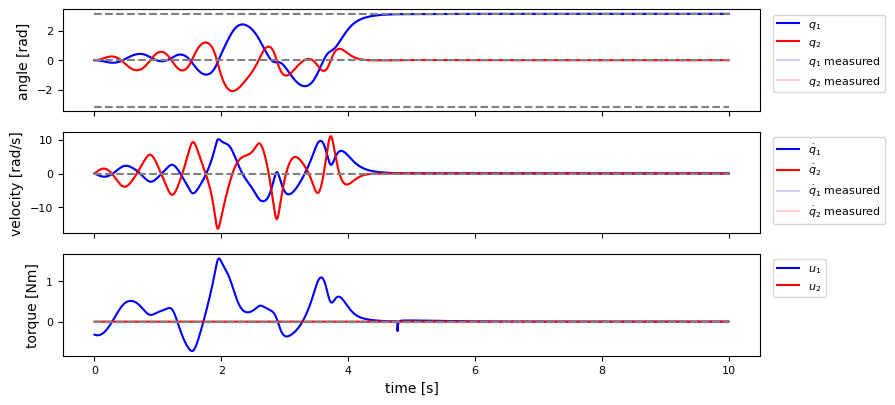 angle [rad]
2
0
−2
q₁
q₂
q₁ measured
q₂ measured
velocity [rad/s]
10
0
−10
q̇₁
q̇₂
q̇₁ measured
q̇₂ measured
torque [Nm]
1
0
u₁
u₂
0 2 4 6 8 10
time [s]